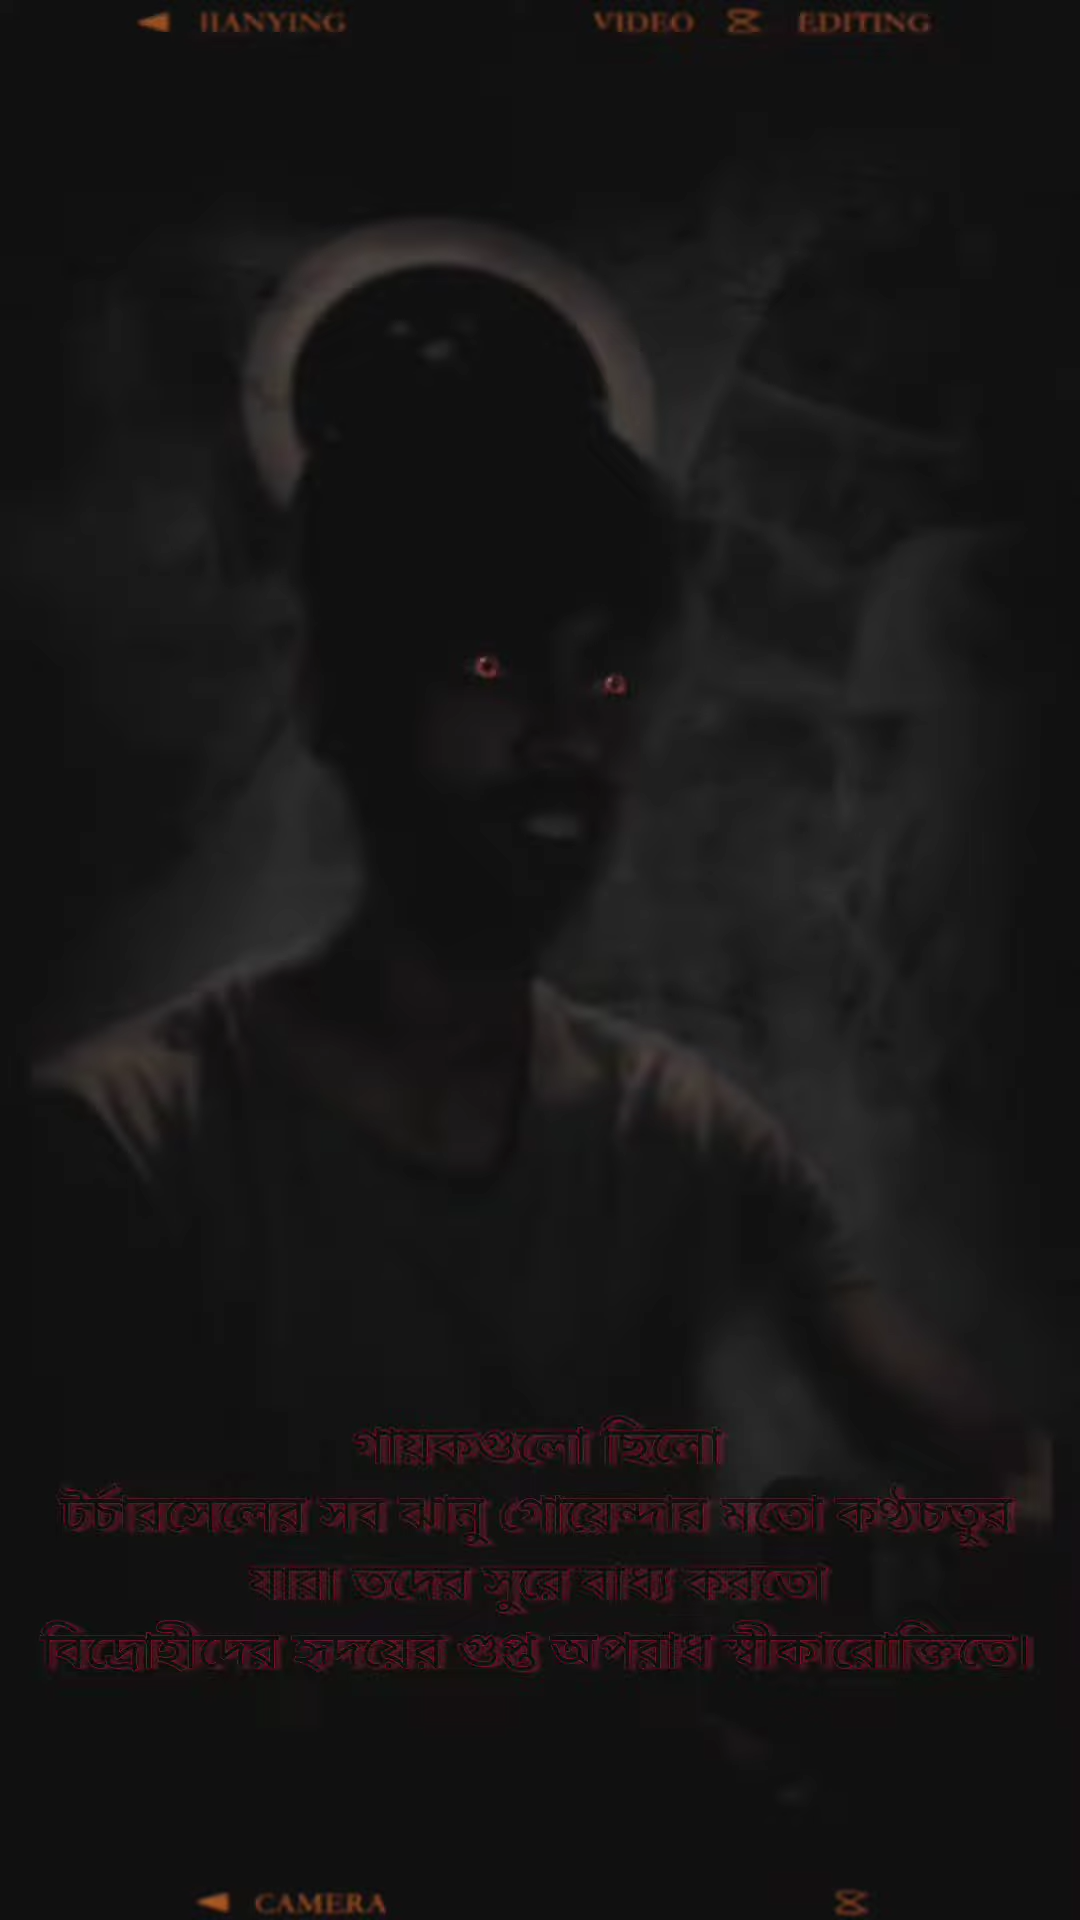 JIANYING VIDEO EDITING
গায়কগুলো ছিলো
টর্চারসেলের সব ঝানু গোয়েন্দার মতো কণ্ঠচতুর
যারা তদের সুরে বাধ্য করতো
বিদ্রোহীদের হৃদয়ের গুপ্ত অপরাধ স্বীকারোক্তিতে।
CAMERA